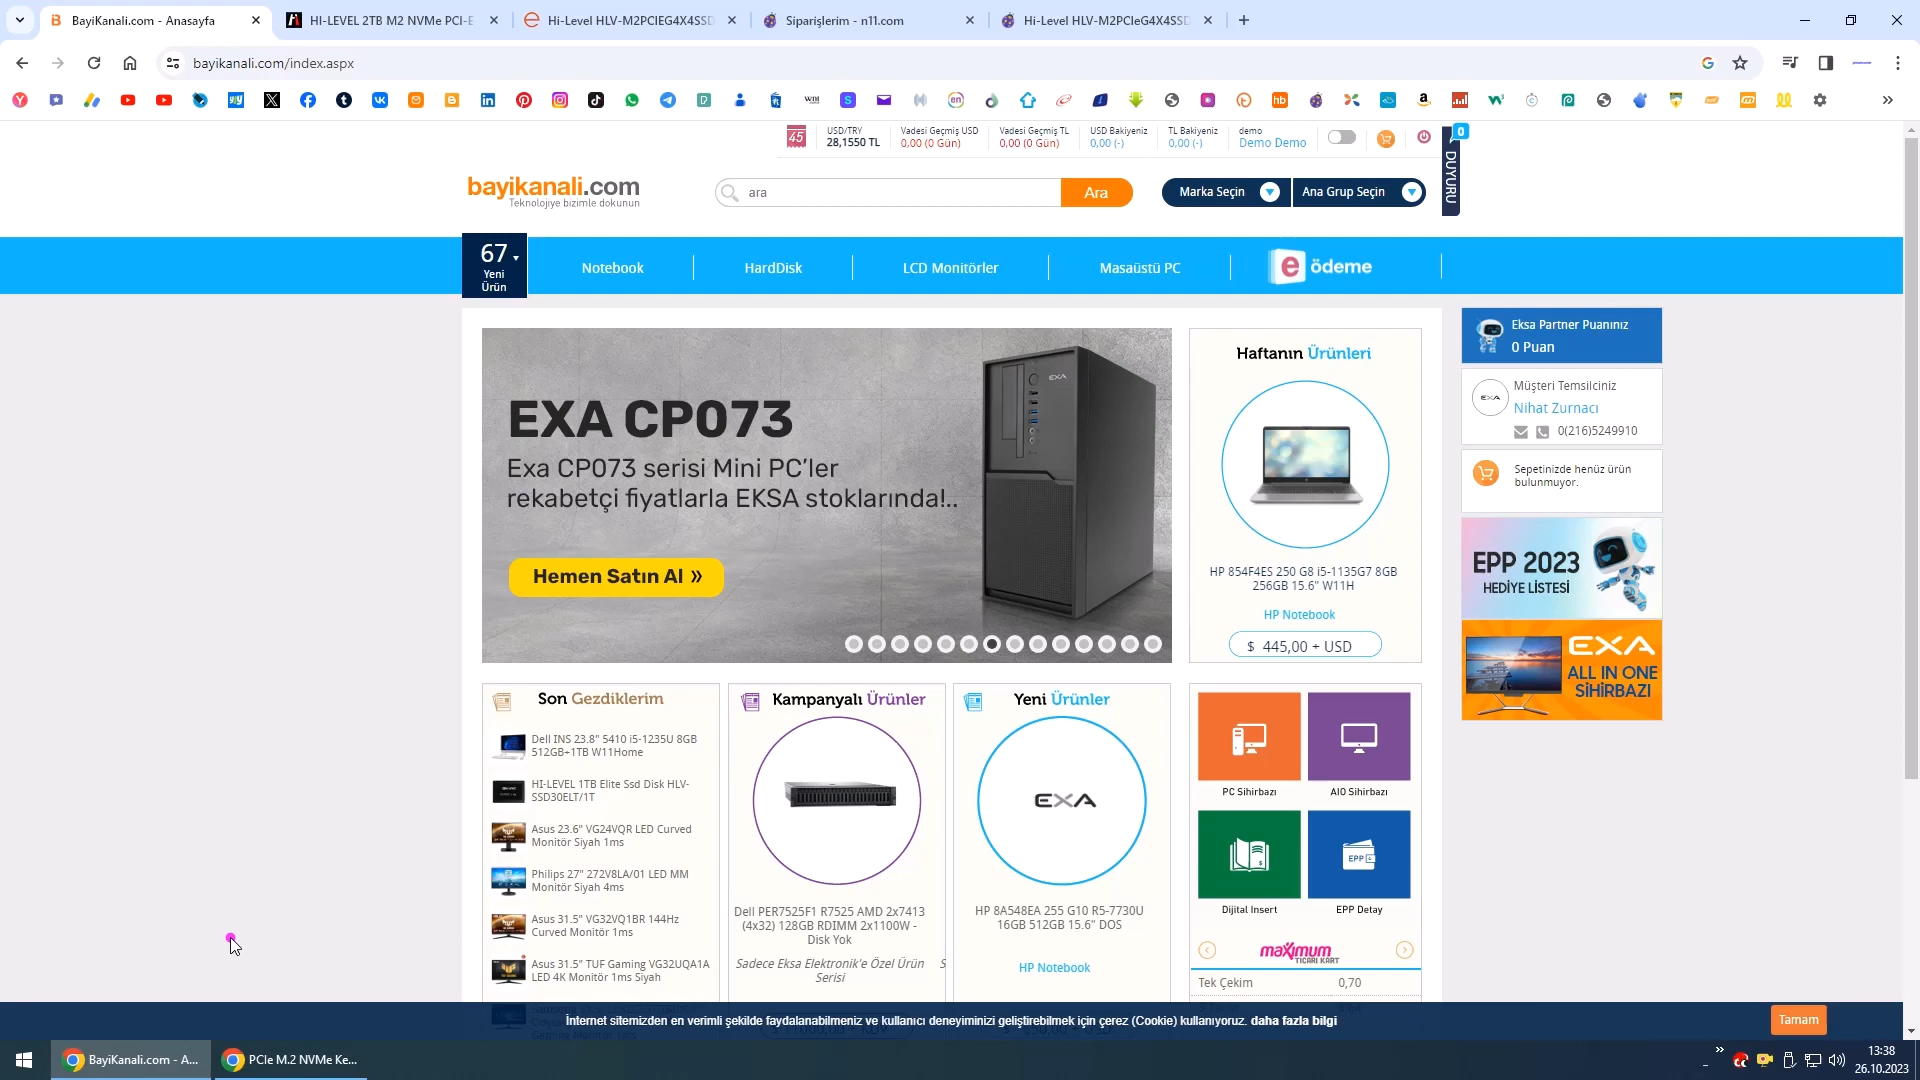 BayiKanali.com - Anasayfa
HI-LEVEL 2TB M2 NVMe PCI-E
Hi-Level HLV-M2PCIEG4X4SSD
Siparişlerim - n11.com
Hi-Level HLV-M2PCIeG4X4SSD
bayikanali.com/index.aspx
45
USD/TRY
28,1550 TL
Vadesi Geçmiş USD
0,00 (0 Gün)
Vadesi Geçmiş TL
0,00 (0 Gün)
USD Bakiyeniz
0,00 (-)
TL Bakiyeniz
0,00 (-)
demo
Demo Demo
0
DUYURU
bayikanali.com
Teknolojiye bizimle dokunun
ara
Ara
Marka Seçin
Ana Grup Seçin
67
Yeni
Ürün
Notebook
HardDisk
LCD Monitörler
Masaüstü PC
e ödeme
EXA CP073
Exa CP073 serisi Mini PC’ler
rekabetçi fiyatlarla EKSA stoklarında!..
Hemen Satın Al »
EXA
Haftanın Ürünleri
HP 854F4ES 250 G8 i5-1135G7 8GB
256GB 15.6" W11H
HP Notebook
$ 445,00 + USD
Eksa Partner Puanınız
0 Puan
EXA
Müşteri Temsilciniz
Nihat Zurnacı
0(216)5249910
Sepetinizde henüz ürün
bulunmuyor.
EPP 2023
HEDİYE LİSTESİ
EXA
ALL IN ONE
SİHİRBAZI
Son Gezdiklerim
Dell INS 23.8" 5410 i5-1235U 8GB
512GB+1TB W11Home
HI-LEVEL 1TB Elite Ssd Disk HLV-
SSD30ELT/1T
Asus 23.6" VG24VQR LED Curved
Monitör Siyah 1ms
Philips 27" 272V8LA/01 LED MM
Monitör Siyah 4ms
Asus 31.5" VG32VQ1BR 144Hz
Curved Monitör 1ms
Asus 31.5" TUF Gaming VG32UQA1A
LED 4K Monitör 1ms Siyah
Kampanyalı Ürünler
Dell PER7525F1 R7525 AMD 2x7413
(4x32) 128GB RDIMM 2x1100W -
Disk Yok
Sadece Eksa Elektronik'e Özel Ürün S
Serisi
Yeni Ürünler
EXA
HP 8A548EA 255 G10 R5-7730U
16GB 512GB 15.6" DOS
HP Notebook
PC Sihirbazı
AIO Sihirbazı
EPP
Dijital Insert
EPP Detay
maximum
TİCARİ KART
Tek Çekim 0,70
İnternet sitemizden en verimli şekilde faydalanabilmeniz ve kullanıcı deneyiminizi geliştirebilmek için çerez (Cookie) kullanıyoruz. daha fazla bilgi
Tamam
BayiKanali.com - A...
PCIe M.2 NVMe Ke...
13:38
26.10.2023